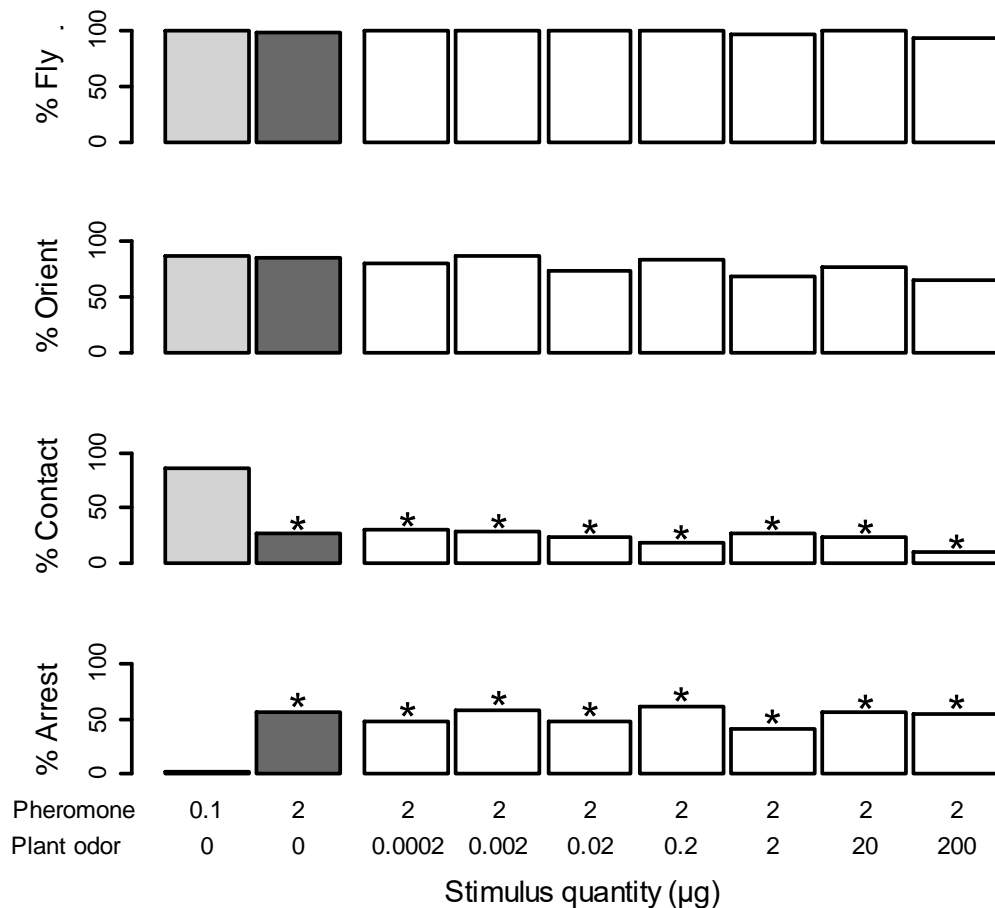 % Fly
100
50
0
% Orient
100
50
0
% Contact
100
50
0
* * * * * * * *
% Arrest
100
50
0
* * * * * * * *
Pheromone 0.1 2 2 2 2 2 2 2 2
Plant odor 0 0 0.0002 0.002 0.02 0.2 2 20 200
Stimulus quantity (µg)